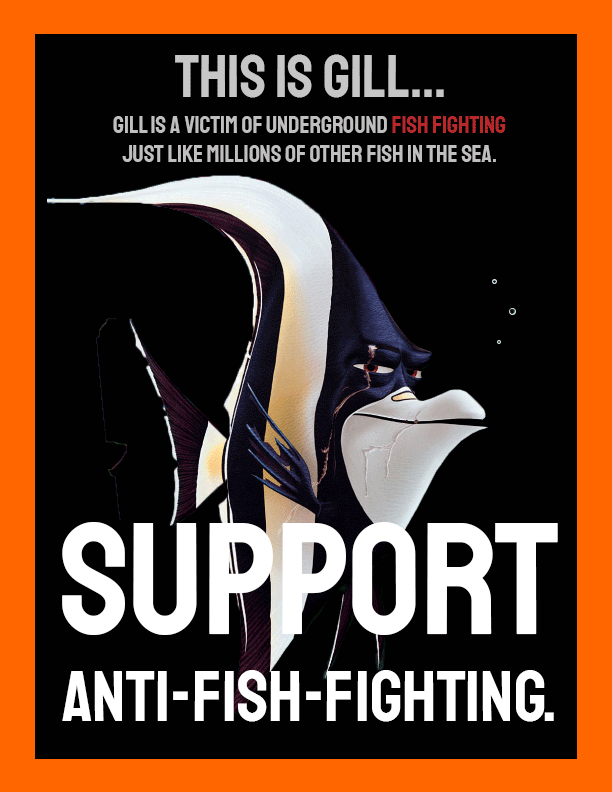 THIS IS GILL...
GILL IS A VICTIM OF UNDERGROUND FISH FIGHTING
JUST LIKE MILLIONS OF OTHER FISH IN THE SEA.
SUPPORT
ANTI-FISH-FIGHTING.